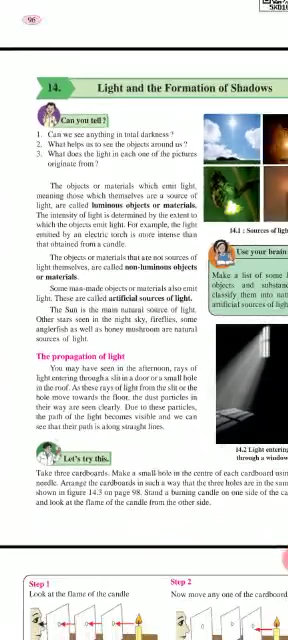 96
14. Light and the Formation of Shadows
Can you tell?
1. Can we see anything in total darkness?
2. What helps us to see the objects around us?
3. What does the light in each one of the pictures
originate from?
The objects or materials which emit light,
meaning those which themselves are a source of
light, are called luminous objects or materials.
The intensity of light is determined by the extent to
which the objects emit light. For example, the light
emitted by an electric torch is more intense than
that obtained from a candle.
The objects or materials that are not sources of
light themselves, are called non-luminous objects
or materials.
Some man-made objects or materials also emit
light. These are called artificial sources of light.
The Sun is the main natural source of light.
Other stars seen in the night sky, fireflies, some
anglerfish as well as honey mushroom are natural
sources of light.
14.1 : Sources of ligh
Use your brain
Make a list of some l
objects and substanc
classify them into nat
artificial sources of ligh
The propagation of light
You may have seen in the afternoon, rays of
light entering through a slit in a door or a small hole
in the roof. As these rays of light from the slit or the
hole move towards the floor, the dust particles in
their way are seen clearly. Due to these particles,
the path of the light becomes visible and we can
see that their path is along straight lines.
14.2 Light entering
through a window
Let's try this.
Take three cardboards. Make a small hole in the centre of each cardboard usin
needle. Arrange the cardboards in such a way that the three holes are in the sam
shown in figure 14.3 on page 98. Stand a burning candle on one side of the ca
and look at the flame of the candle from the other side.
Step 1
Look at the flame of the candle
Step 2
Now move any one of the cardboard